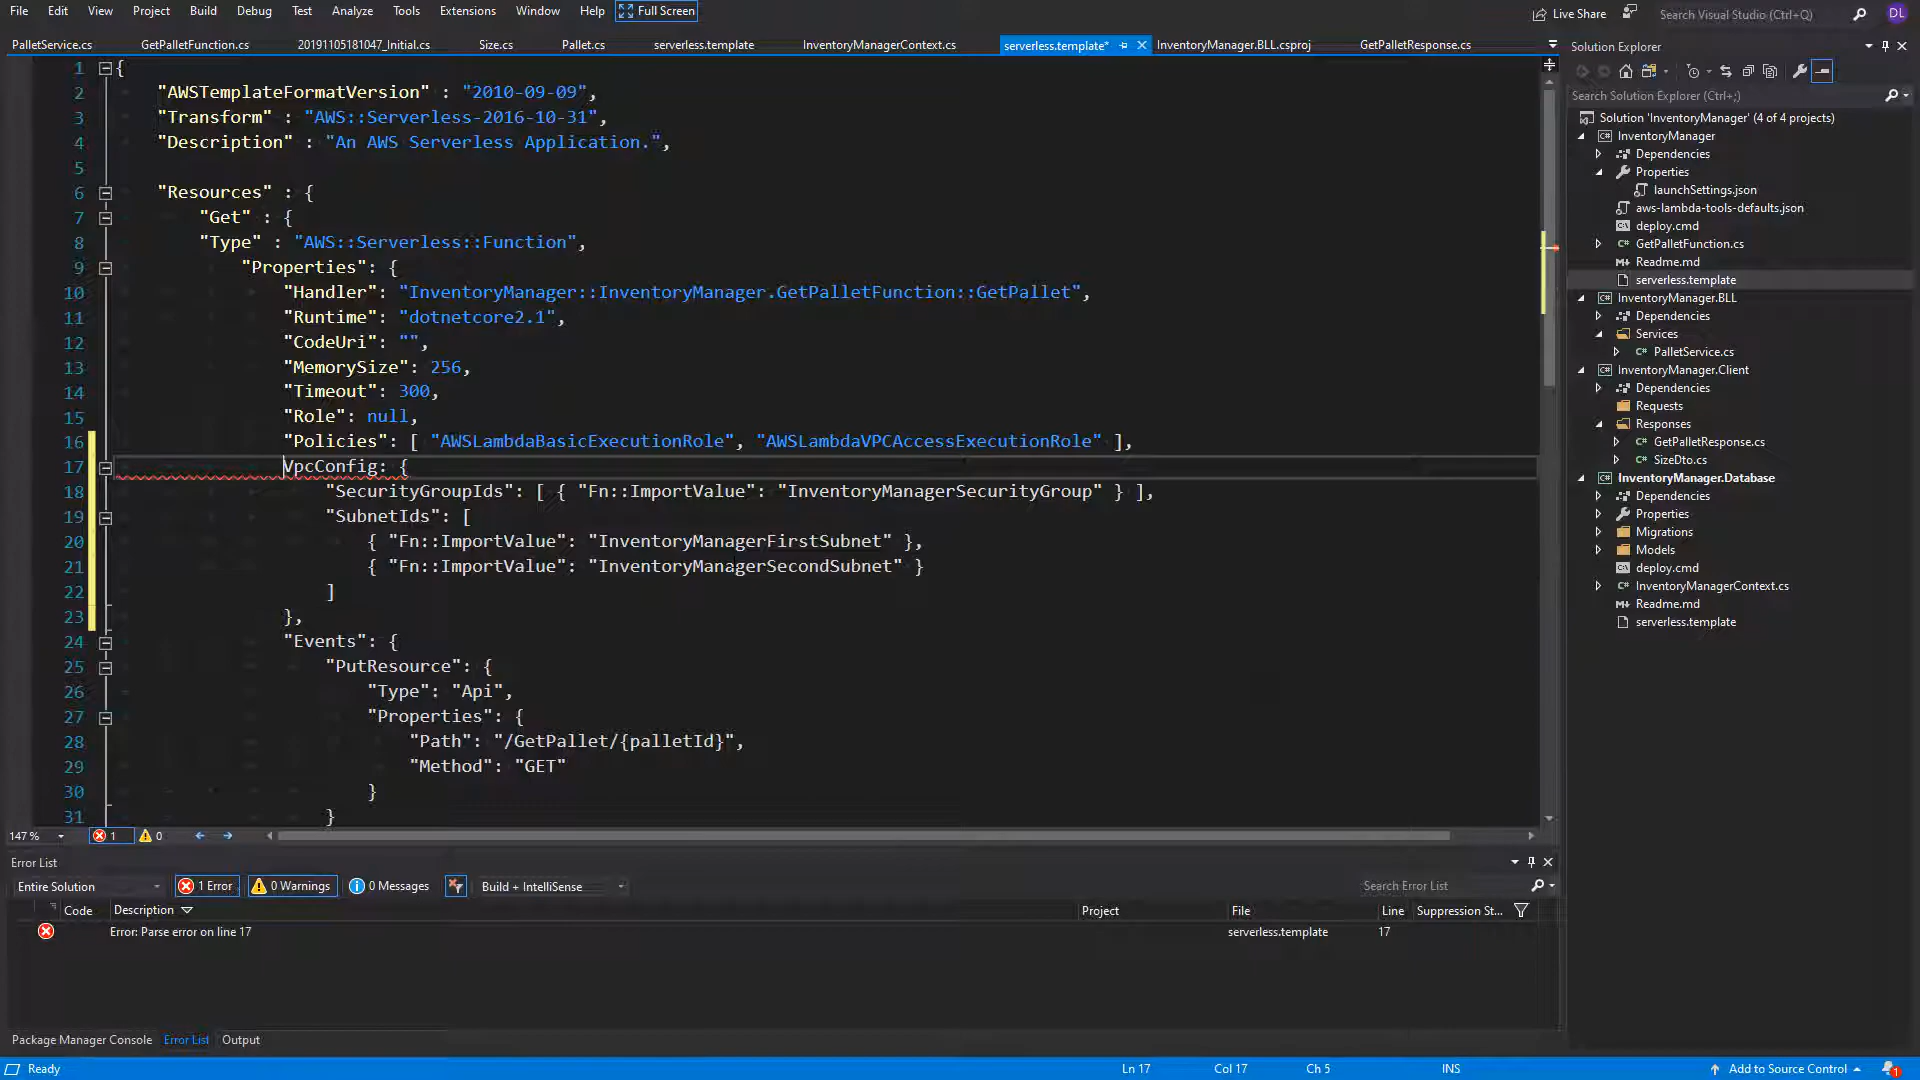 File Edit View Project Build Debug Test Analyze Tools Extensions Window Help Full Screen Live Share Search Visual Studio (Ctrl+Q) DL
PalletService.cs GetPalletFunction.cs 20191105181047_Initial.cs Size.cs Pallet.cs serverless.template InventoryManagerContext.cs serverless.template* InventoryManager.BLL.csproj GetPalletResponse.cs
1 {
2 "AWSTemplateFormatVersion" : "2010-09-09",
3 "Transform" : "AWS::Serverless-2016-10-31",
4 "Description" : "An AWS Serverless Application.",
5
6 "Resources" : {
7 "Get" : {
8 "Type" : "AWS::Serverless::Function",
9 "Properties": {
10 "Handler": "InventoryManager::InventoryManager.GetPalletFunction::GetPallet",
11 "Runtime": "dotnetcore2.1",
12 "CodeUri": "",
13 "MemorySize": 256,
14 "Timeout": 300,
15 "Role": null,
16 "Policies": [ "AWSLambdaBasicExecutionRole", "AWSLambdaVPCAccessExecutionRole" ],
17 VpcConfig: {
18 "SecurityGroupIds": [ { "Fn::ImportValue": "InventoryManagerSecurityGroup" } ],
19 "SubnetIds": [
20 { "Fn::ImportValue": "InventoryManagerFirstSubnet" },
21 { "Fn::ImportValue": "InventoryManagerSecondSubnet" }
22 ]
23 },
24 "Events": {
25 "PutResource": {
26 "Type": "Api",
27 "Properties": {
28 "Path": "/GetPallet/{palletId}",
29 "Method": "GET"
30 }
31 }
147 % 1 0
Error List
Entire Solution 1 Error 0 Warnings 0 Messages Build + IntelliSense Search Error List
Code Description Project File Line Suppression St...
Error: Parse error on line 17 serverless.template 17
Package Manager Console Error List Output
Ready Ln 17 Col 17 Ch 5 INS Add to Source Control 1
Solution Explorer
Search Solution Explorer (Ctrl+;)
Solution 'InventoryManager' (4 of 4 projects)
InventoryManager
Dependencies
Properties
launchSettings.json
aws-lambda-tools-defaults.json
deploy.cmd
GetPalletFunction.cs
Readme.md
serverless.template
InventoryManager.BLL
Dependencies
Services
PalletService.cs
InventoryManager.Client
Dependencies
Requests
Responses
GetPalletResponse.cs
SizeDto.cs
InventoryManager.Database
Dependencies
Properties
Migrations
Models
deploy.cmd
InventoryManagerContext.cs
Readme.md
serverless.template